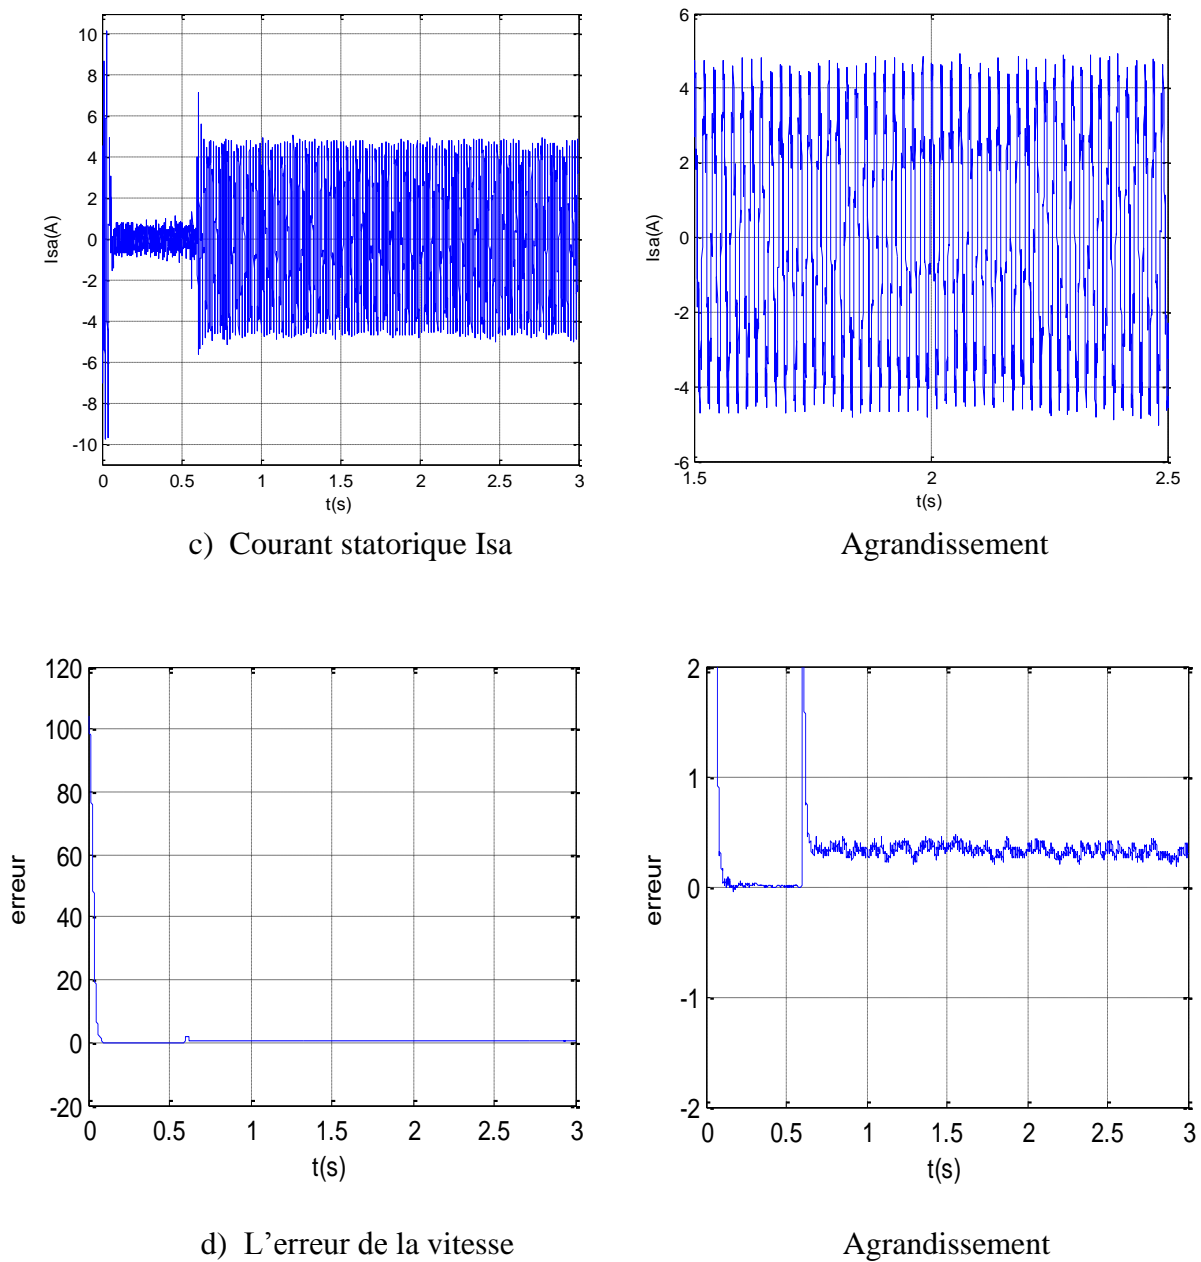 10
8
6
4
2
0
-2
-4
-6
-8
-10
Isa(A)
0 0.5 1 1.5 2 2.5 3
t(s)
6
4
2
0
-2
-4
-6
Isa(A)
1.5 2 2.5
t(s)
c) Courant statorique Isa
Agrandissement
120
100
80
60
40
20
0
-20
erreur
0 0.5 1 1.5 2 2.5 3
t(s)
2
1
0
-1
-2
erreur
0 0.5 1 1.5 2 2.5 3
t(s)
d) L’erreur de la vitesse
Agrandissement